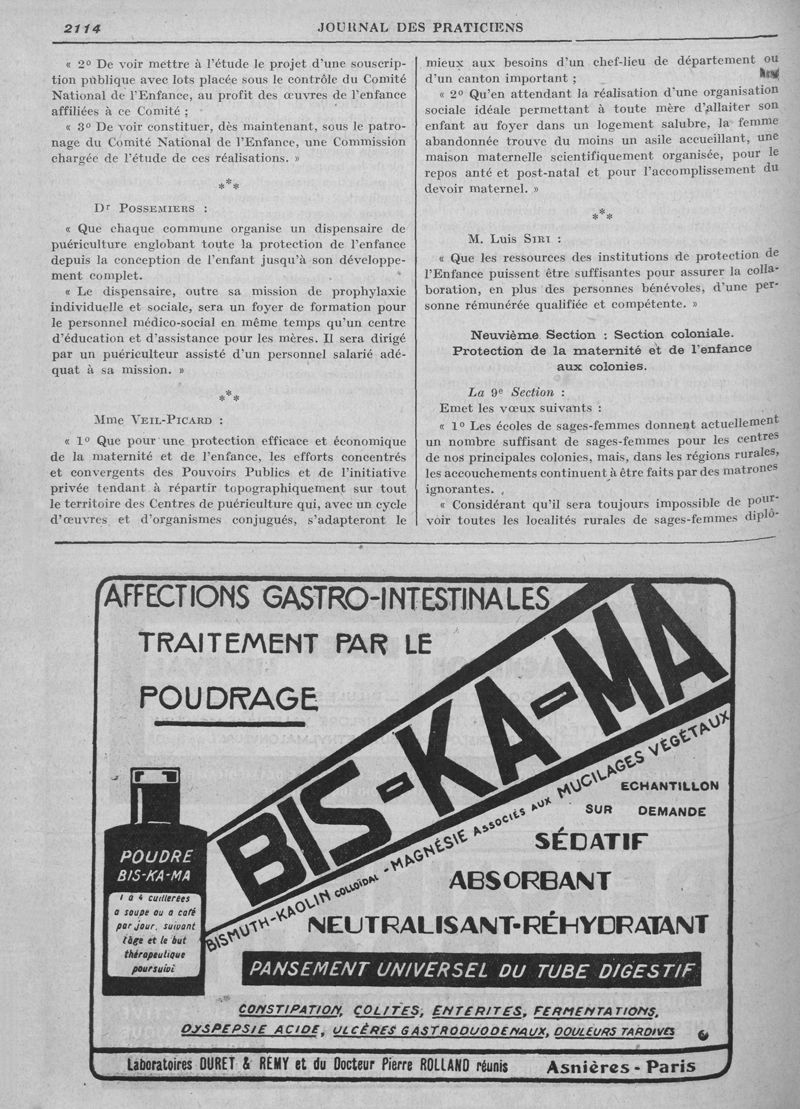 2114
JOURNAL DES PRATICIENS
« 2º De voir mettre à l'étude le projet d'une souscrip-
tion publique avec lots placée sous le contrôle du Comité
National de l'Enfance, au profit des œuvres de l'enfance
affiliées à ce Comité ;
« 3º De voir constituer, dès maintenant, sous le patro-
nage du Comité National de l'Enfance, une Commission
chargée de l'étude de ces réalisations. »
***
Dr POSSEMIERS :
« Que chaque commune organise un dispensaire de
puériculture englobant toute la protection de l'enfance
depuis la conception de l'enfant jusqu'à son développe-
ment complet.
« Le dispensaire, outre sa mission de prophylaxie
individuelle et sociale, sera un foyer de formation pour
le personnel médico-social en même temps qu'un centre
d'éducation et d'assistance pour les mères. Il sera dirigé
par un puériculteur assisté d'un personnel salarié adé-
quat à sa mission. »
***
Mme VEIL-PICARD :
« 1º Que pour une protection efficace et économique
de la maternité et de l'enfance, les efforts concentrés
et convergents des Pouvoirs Publics et de l'initiative
privée tendant à répartir topographiquement sur tout
le territoire des Centres de puériculture qui, avec un cycle
d'œuvres et d'organismes conjugués, s'adapteront le
mieux aux besoins d'un chef-lieu de département ou
d'un canton important ;
« 2º Qu'en attendant la réalisation d'une organisation
sociale idéale permettant à toute mère d'allaiter son
enfant au foyer dans un logement salubre, la femme
abandonnée trouve du moins un asile accueillant, une
maison maternelle scientifiquement organisée, pour le
repos anté et post-natal et pour l'accomplissement du
devoir maternel. »
***
M. Luis SIRI :
« Que les ressources des institutions de protection de
l'Enfance puissent être suffisantes pour assurer la colla-
boration, en plus des personnes bénévoles, d'une per-
sonne rémunérée qualifiée et compétente. »
Neuvième Section : Section coloniale.
Protection de la maternité et de l'enfance
aux colonies.
La 9e Section :
Emet les vœux suivants :
« 1º Les écoles de sages-femmes donnent actuellement
un nombre suffisant de sages-femmes pour les centres
de nos principales colonies, mais, dans les régions rurales,
les accouchements continuent à être faits par des matrones
ignorantes.
« Considérant qu'il sera toujours impossible de pour-
voir toutes les localités rurales de sages-femmes diplô-
AFFECTIONS GASTRO-INTESTINALES
TRAITEMENT PAR LE
POUDRAGE
BIS-KA-MA
BISMUTH-KAOLIN COLLOÏDAL-MAGNÉSIE ASSOCIÉS AUX MUCILAGES VÉGÉTAUX
ECHANTILLON
SUR DEMANDE
SÉDATIF
ABSORBANT
NEUTRALISANT-RÉHYDRATANT
POUDRE
BIS-KA-MA
1 à 4 cuillerées
a soupe ou a café
par jour, suivant
l'âge et le but
thérapeutique
poursuivi
PANSEMENT UNIVERSEL DU TUBE DIGESTIF
CONSTIPATION, COLITES, ENTERITES, FERMENTATIONS,
DYSPEPSIE ACIDE, ULCÈRES GASTRODUODENAUX, DOULEURS TARDIVES
Laboratoires DURET & RÉMY et du Docteur Pierre ROLLAND réunis
Asnières - Paris